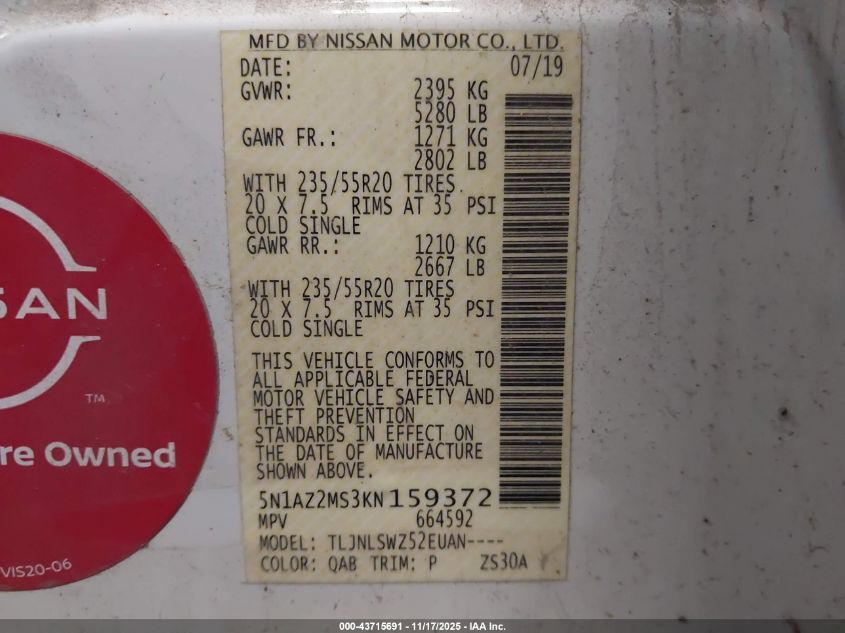 MFD BY NISSAN MOTOR CO., LTD.
DATE: 07/19
GVWR: 2395 KG
5280 LB
GAWR FR.: 1271 KG
2802 LB
WITH 235/55R20 TIRES
20 X 7.5 RIMS AT 35 PSI
COLD SINGLE
GAWR RR.: 1210 KG
2667 LB
WITH 235/55R20 TIRES
20 X 7.5 RIMS AT 35 PSI
COLD SINGLE
THIS VEHICLE CONFORMS TO
ALL APPLICABLE FEDERAL
MOTOR VEHICLE SAFETY AND
THEFT PREVENTION
STANDARDS IN EFFECT ON
THE DATE OF MANUFACTURE
SHOWN ABOVE.
5N1AZ2MS3KN159372
MPV 664592
MODEL: TLJNLSWZ52EUAN----
COLOR: QAB TRIM: P ZS30A
SAN
TM
re Owned
VIS20-06
000-43715691 - 11/17/2025 - IAA Inc.